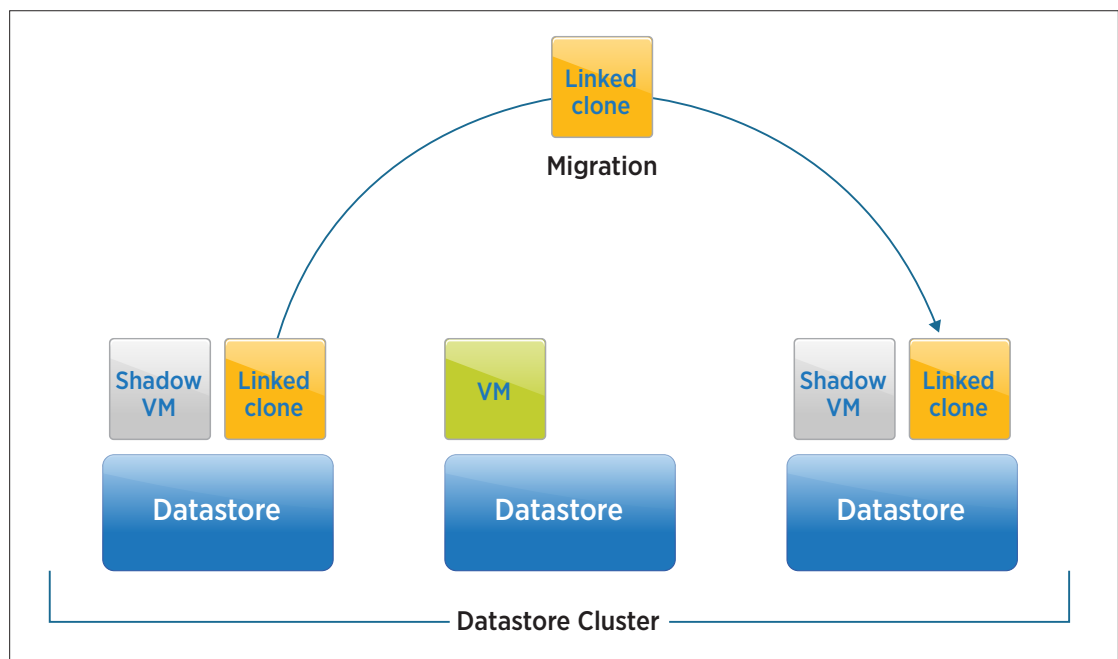 Linked
clone
Migration
Shadow
VM
Linked
clone
VM
Shadow
VM
Linked
clone
Datastore
Datastore
Datastore
Datastore Cluster